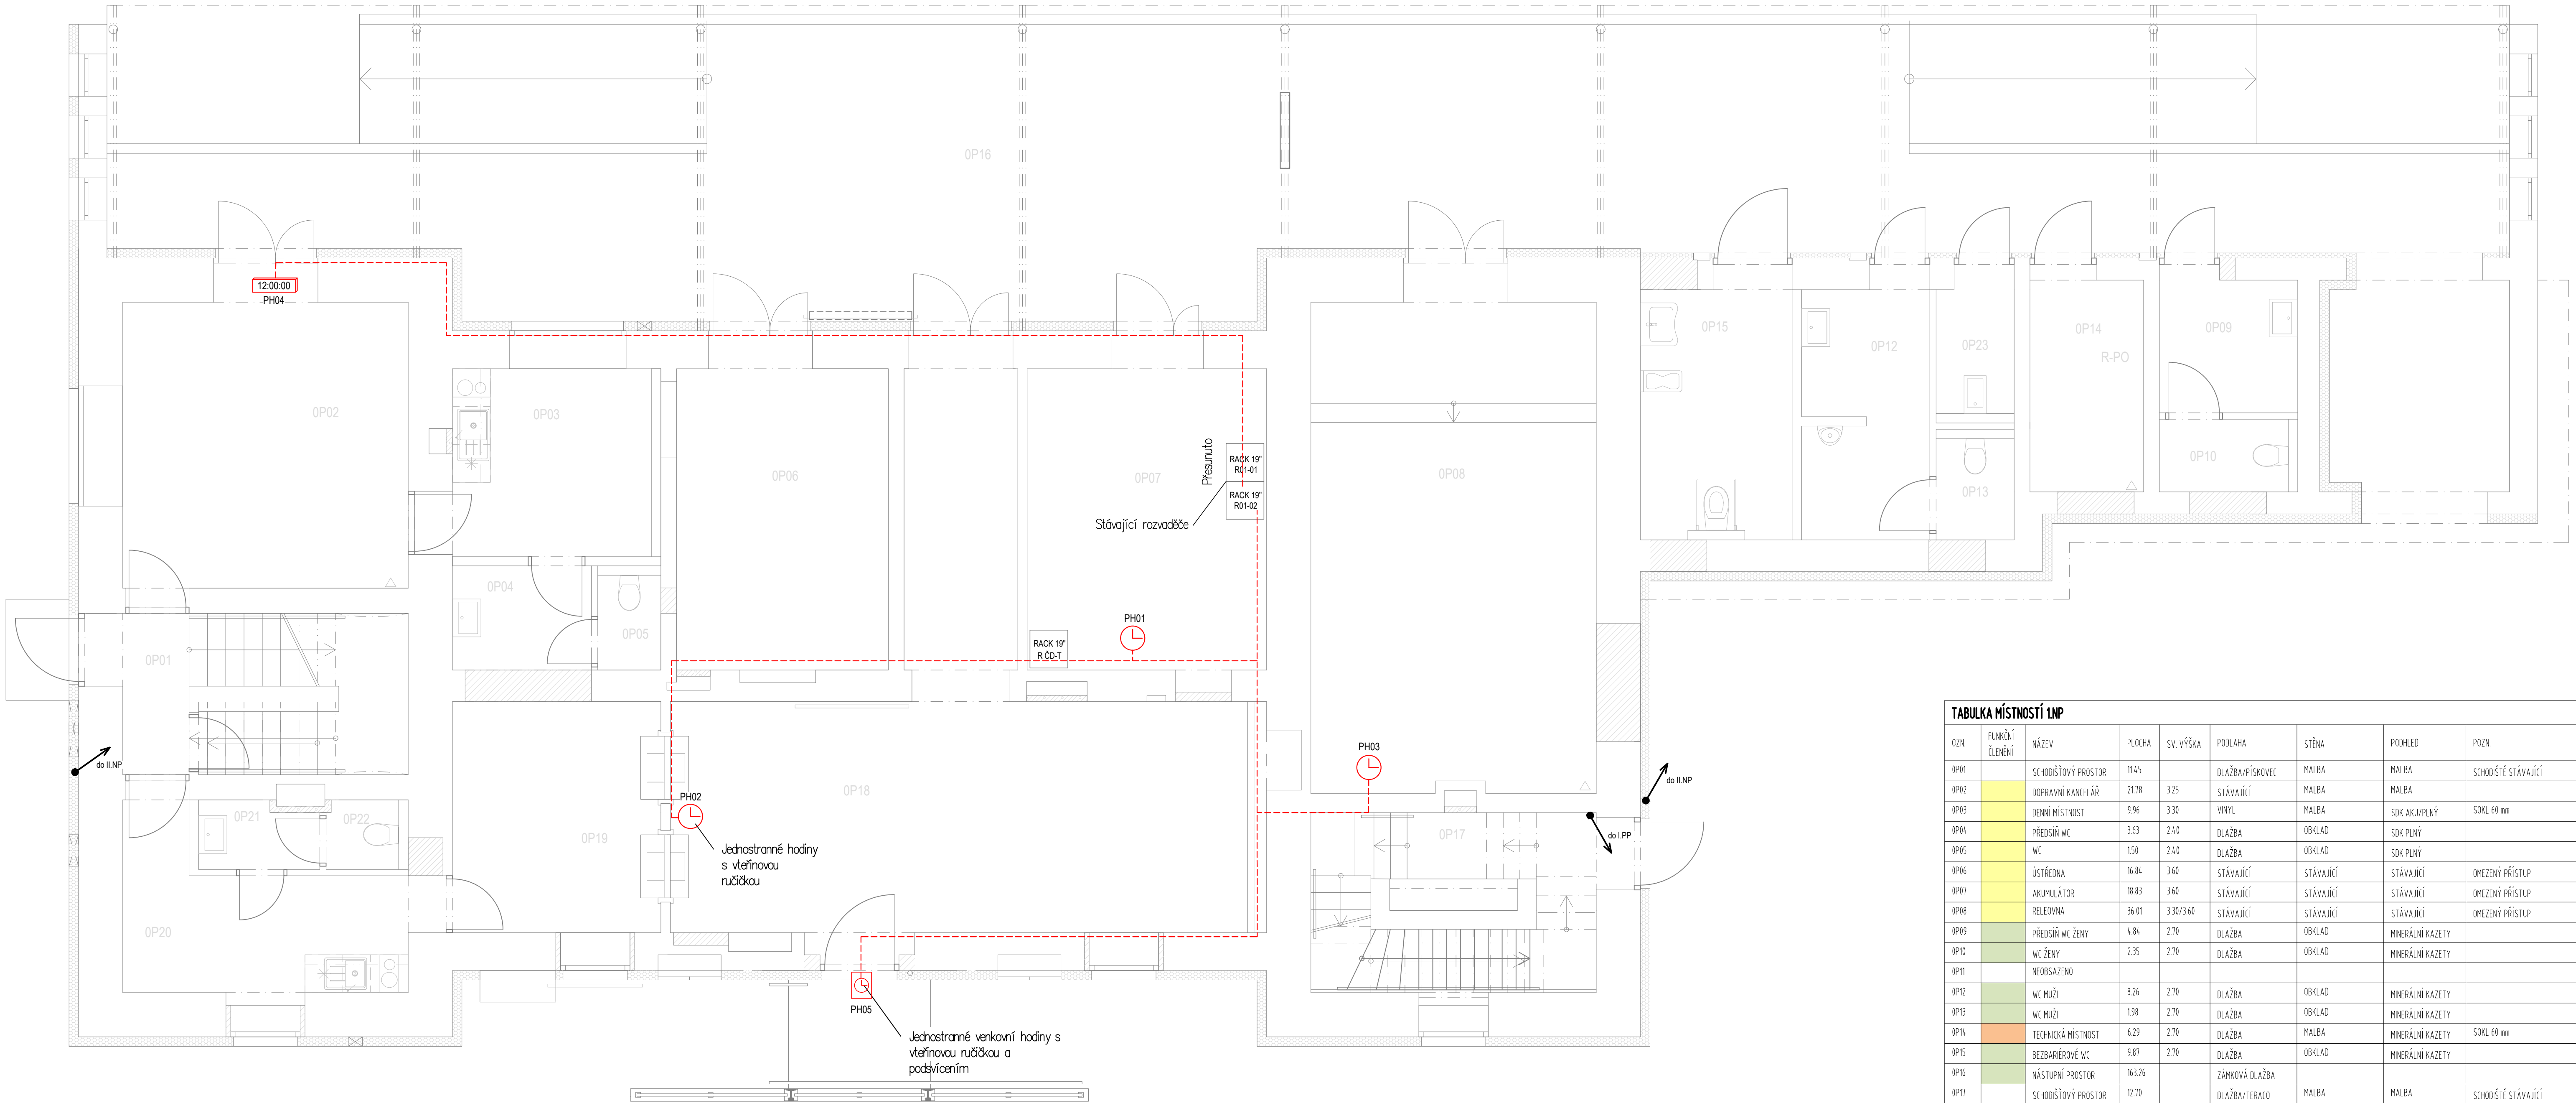 0P16
12:00:00
PH04
0P02
0P03
0P06
0P07
Přesunuto
RACK 19"
R01-01
RACK 19"
R01-02
Stávající rozvaděče
0P08
0P15
0P12
0P23
0P14
R-PO
0P09
0P10
0P13
0P04
0P05
0P01
PH01
RACK 19"
R ČD-T
do II.NP
0P21
0P22
0P20
0P19
PH02
Jednostranné hodiny
s vteřinovou
ručičkou
0P18
PH03
0P17
do II.NP
do I.PP
PH05
Jednostranné venkovní hodiny s
vteřinovou ručičkou a
podsvícením
TABULKA MÍSTNOSTÍ 1.NP
OZN. FUNKČNÍ ČLENĚNÍ NÁZEV PLOCHA SV. VÝŠKA PODLAHA STĚNA PODHLED POZN.
0P01 SCHODIŠŤOVÝ PROSTOR 11.45 DLAŽBA/PÍSKOVEC MALBA MALBA SCHODIŠTĚ STÁVAJÍCÍ
0P02 DOPRAVNÍ KANCELÁŘ 21.78 3.25 STÁVAJÍCÍ MALBA MALBA
0P03 DENNÍ MÍSTNOST 9.96 3.30 VINYL MALBA SDK AKU/PLNÝ SOKL 60 mm
0P04 PŘEDSÍŇ WC 3.63 2.40 DLAŽBA OBKLAD SDK PLNÝ
0P05 WC 1.50 2.40 DLAŽBA OBKLAD SDK PLNÝ
0P06 ÚSTŘEDNA 16.84 3.60 STÁVAJÍCÍ STÁVAJÍCÍ STÁVAJÍCÍ OMEZENÝ PŘÍSTUP
0P07 AKUMULÁTOR 18.83 3.60 STÁVAJÍCÍ STÁVAJÍCÍ STÁVAJÍCÍ OMEZENÝ PŘÍSTUP
0P08 RELEOVNA 36.01 3.30/3.60 STÁVAJÍCÍ STÁVAJÍCÍ STÁVAJÍCÍ OMEZENÝ PŘÍSTUP
0P09 PŘEDSÍŇ WC ŽENY 4.84 2.70 DLAŽBA OBKLAD MINERÁLNÍ KAZETY
0P10 WC ŽENY 2.35 2.70 DLAŽBA OBKLAD MINERÁLNÍ KAZETY
0P11 NEOBSAZENO
0P12 WC MUŽI 8.26 2.70 DLAŽBA OBKLAD MINERÁLNÍ KAZETY
0P13 WC MUŽI 1.98 2.70 DLAŽBA OBKLAD MINERÁLNÍ KAZETY
0P14 TECHNICKÁ MÍSTNOST 6.29 2.70 DLAŽBA MALBA MINERÁLNÍ KAZETY SOKL 60 mm
0P15 BEZBARIÉROVÉ WC 9.87 2.70 DLAŽBA OBKLAD MINERÁLNÍ KAZETY
0P16 NÁSTUPNÍ PROSTOR 163.26 ZÁMKOVÁ DLAŽBA
0P17 SCHODIŠŤOVÝ PROSTOR 12.70 DLAŽBA/TERACO MALBA MALBA SCHODIŠTĚ STÁVAJÍCÍ